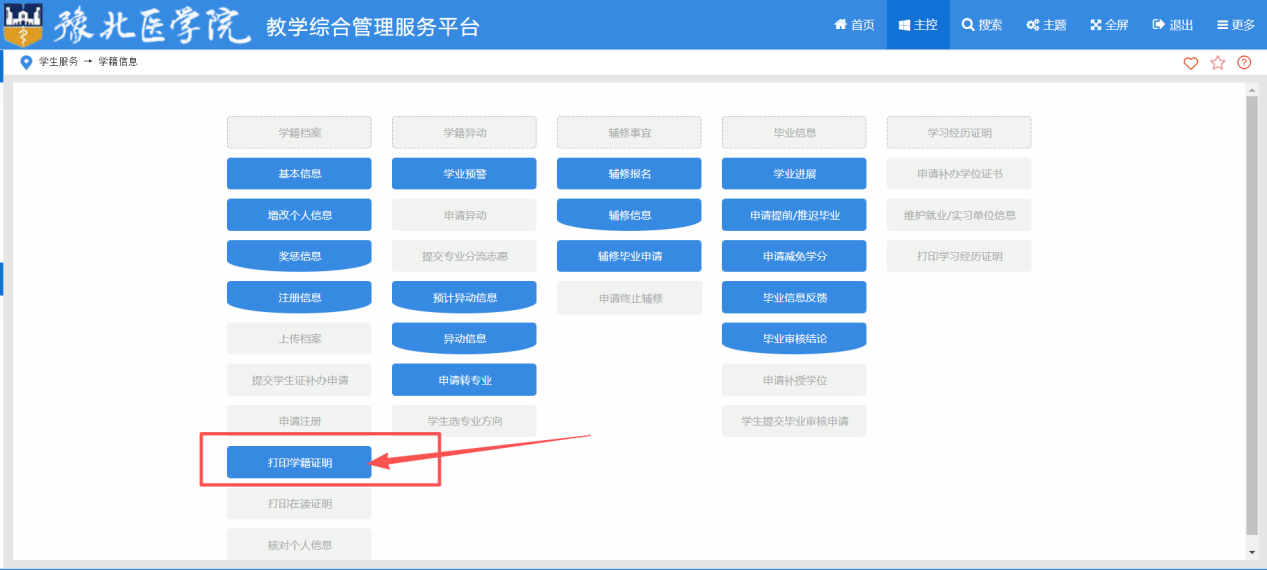 豫北医学院 教学综合管理服务平台 首页 主控 搜索 主题 全屏 退出 更多
学生服务 → 学籍信息
学籍档案 学籍异动 辅修事宜 毕业信息 学习经历证明
基本信息 学业预警 辅修报名 学业进展 申请补办学位证书
增改个人信息 申请异动 辅修信息 申请提前/推迟毕业 维护就业/实习单位信息
奖惩信息 提交专业分流志愿 辅修毕业申请 申请减免学分 打印学习经历证明
注册信息 预计异动信息 申请终止辅修 毕业信息反馈
上传档案 异动信息 毕业审核结论
提交学生证补办申请 申请转专业 申请补授学位
申请注册 学生选专业方向 学生提交毕业审核申请
打印学籍证明
打印在读证明
核对个人信息